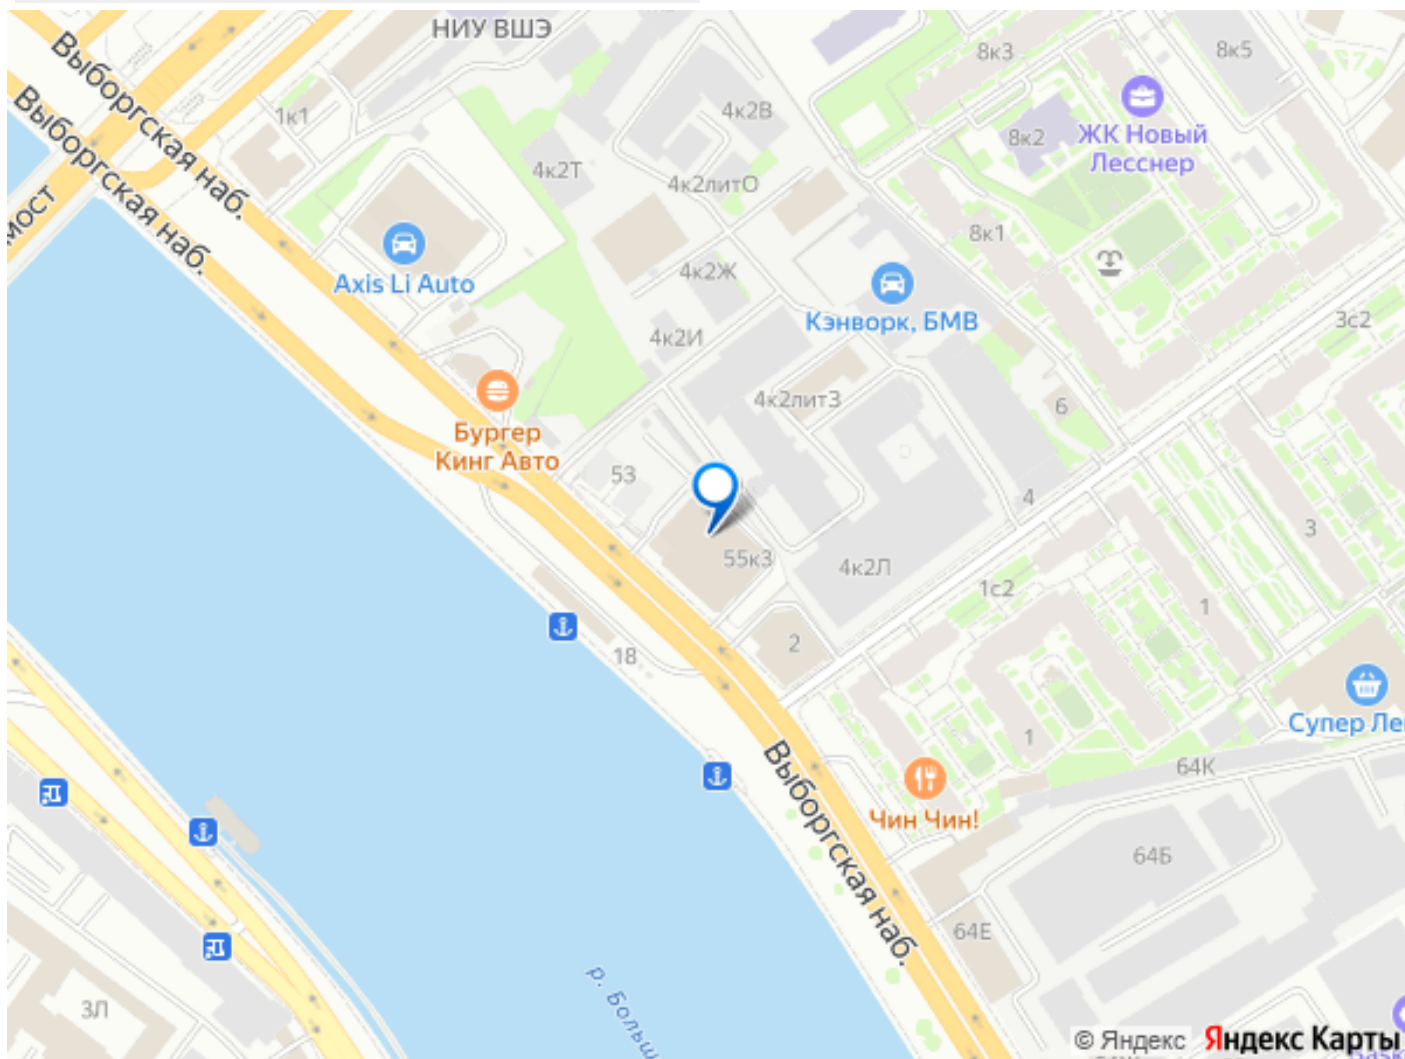 НИУ ВШЭ
8к3
8к5
Выборгская наб.
Выборгская наб.
1к1
4к2В
8к2
ЖК Новый
Лесснер
4к2Т
4к2литО
мост
8к1
Axis Li Auto
4к2Ж
Кэнворк, БМВ
3с2
4к2И
4к2лит3
6
Бургер
Кинг Авто
53
4
3
55к3
4к2Л
1с2
1
2
18
Супер Ле
1
64К
Выборгская наб.
Чин Чин!
64Б
64Е
р. Больш
3Л
© Яндекс Яндекс Карты